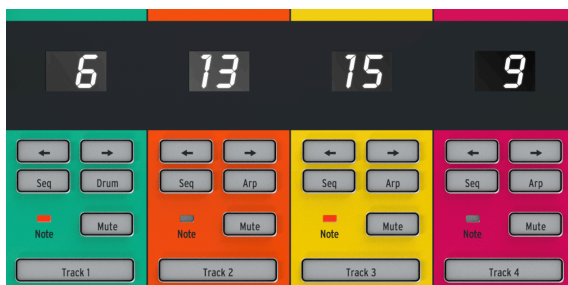 6 13 15 9
← → ← → ← → ← →
Seq Drum Seq Arp Seq Arp Seq Arp
Note Mute Note Mute Note Mute Note Mute
Track 1 Track 2 Track 3 Track 4